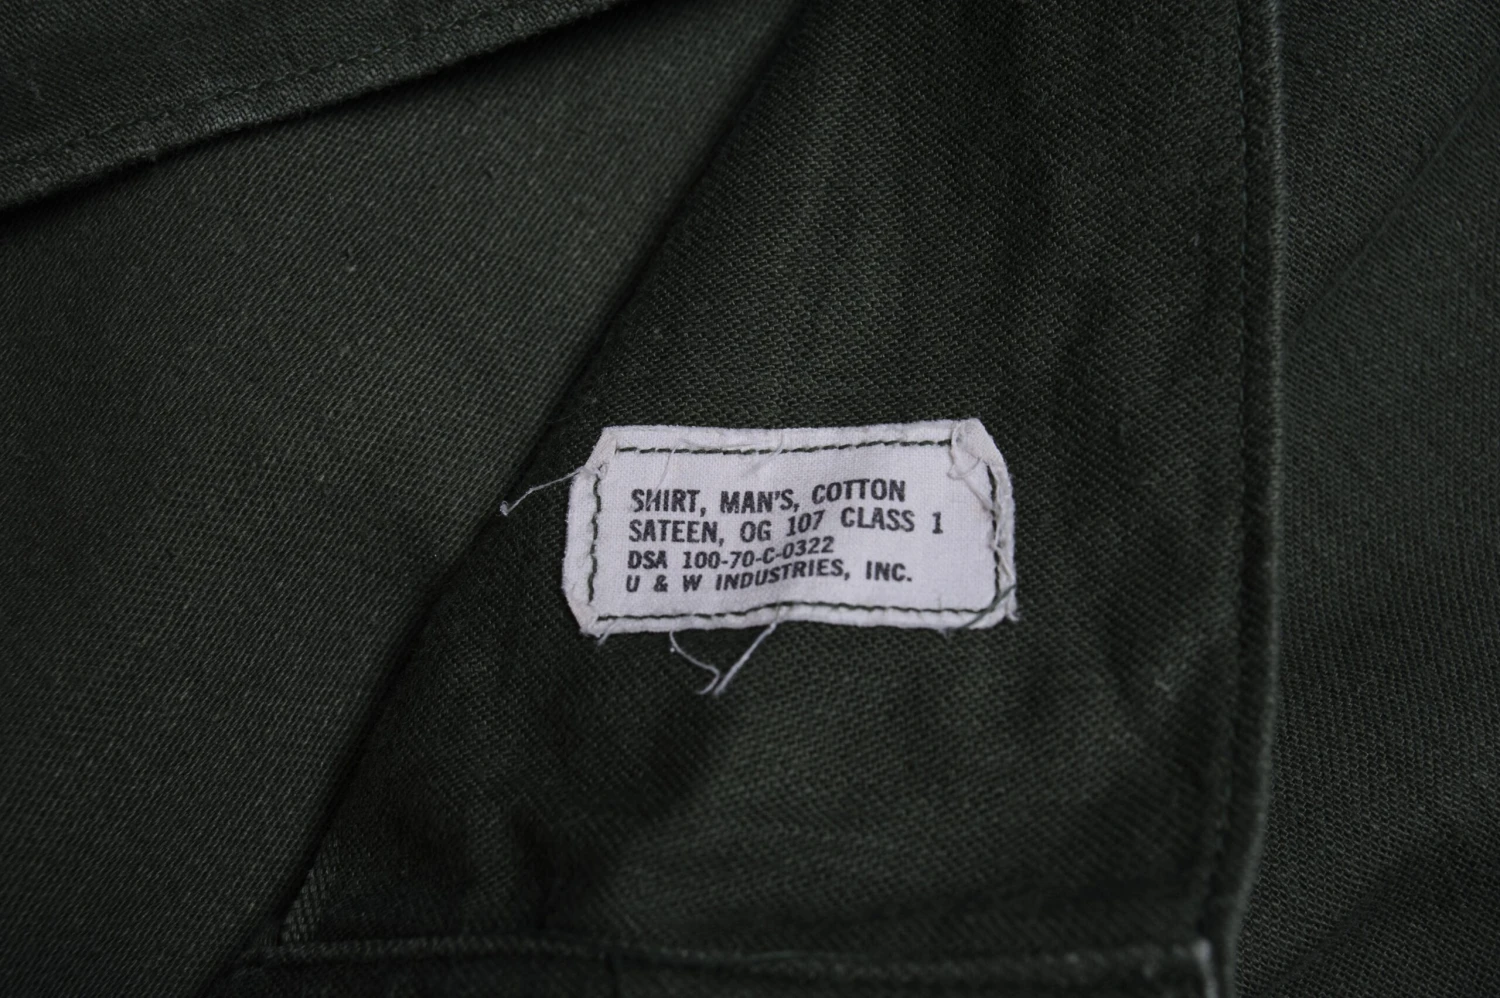 SHIRT, MAN'S, COTTON
SATEEN, OG 107 CLASS 1
DSA 100-70-C-0322
U & W INDUSTRIES, INC.